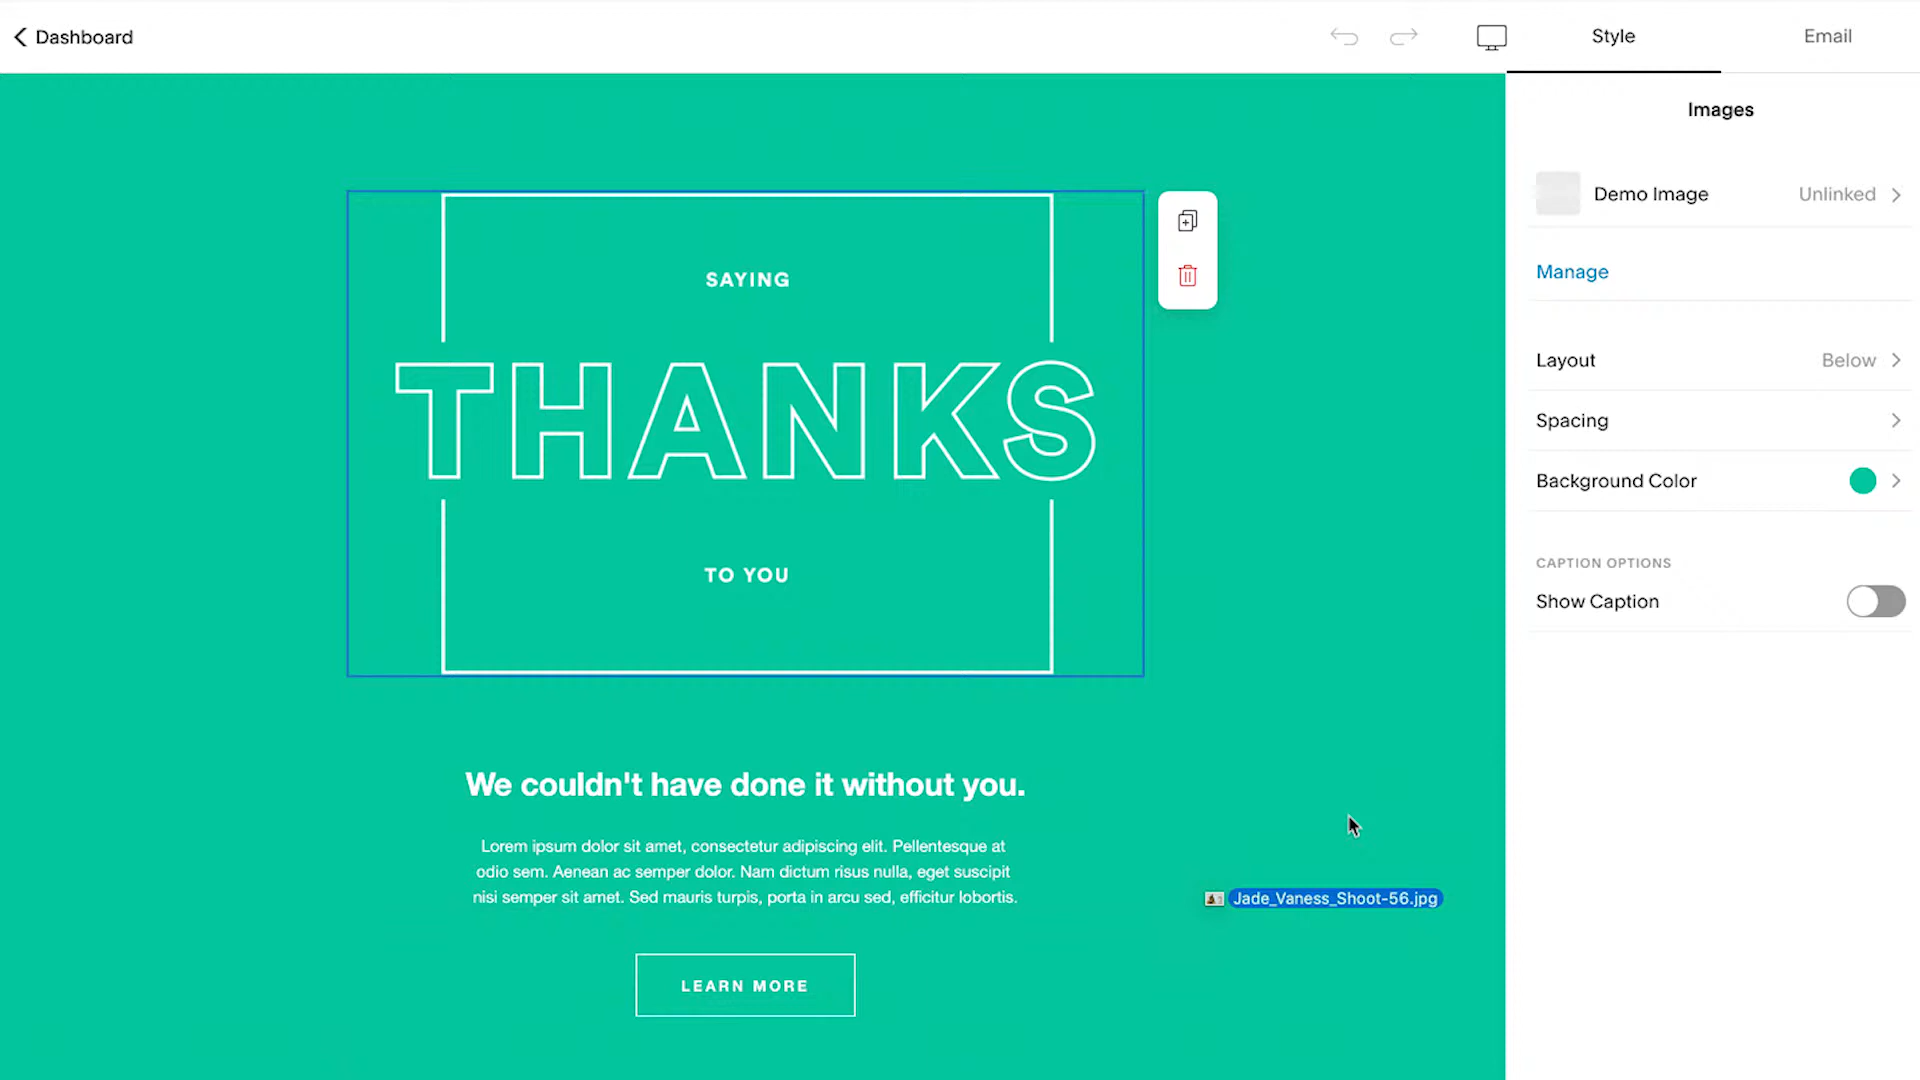 Dashboard
Style
Email
Images
Demo Image
Unlinked
Manage
Layout
Below
Spacing
Background Color
CAPTION OPTIONS
Show Caption
SAYING
THANKS
TO YOU
We couldn't have done it without you.
Lorem ipsum dolor sit amet, consectetur adipiscing elit. Pellentesque at
odio sem. Aenean ac semper dolor. Nam dictum risus nulla, eget suscipit
nisi semper sit amet. Sed mauris turpis, porta in arcu sed, efficitur lobortis.
Jade_Vaness_Shoot-56.jpg
LEARN MORE